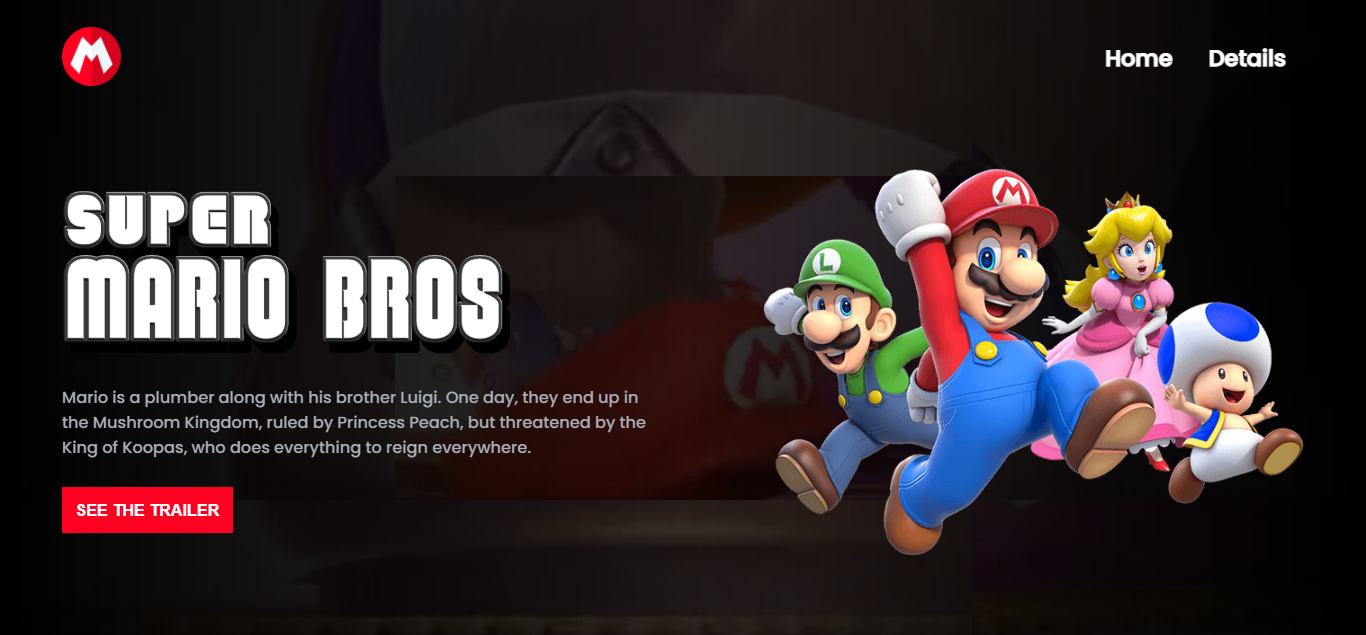 M
Home Details
SUPER
MARIO BROS
M
L
M
Mario is a plumber along with his brother Luigi. One day, they end up in
the Mushroom Kingdom, ruled by Princess Peach, but threatened by the
King of Koopas, who does everything to reign everywhere.
SEE THE TRAILER